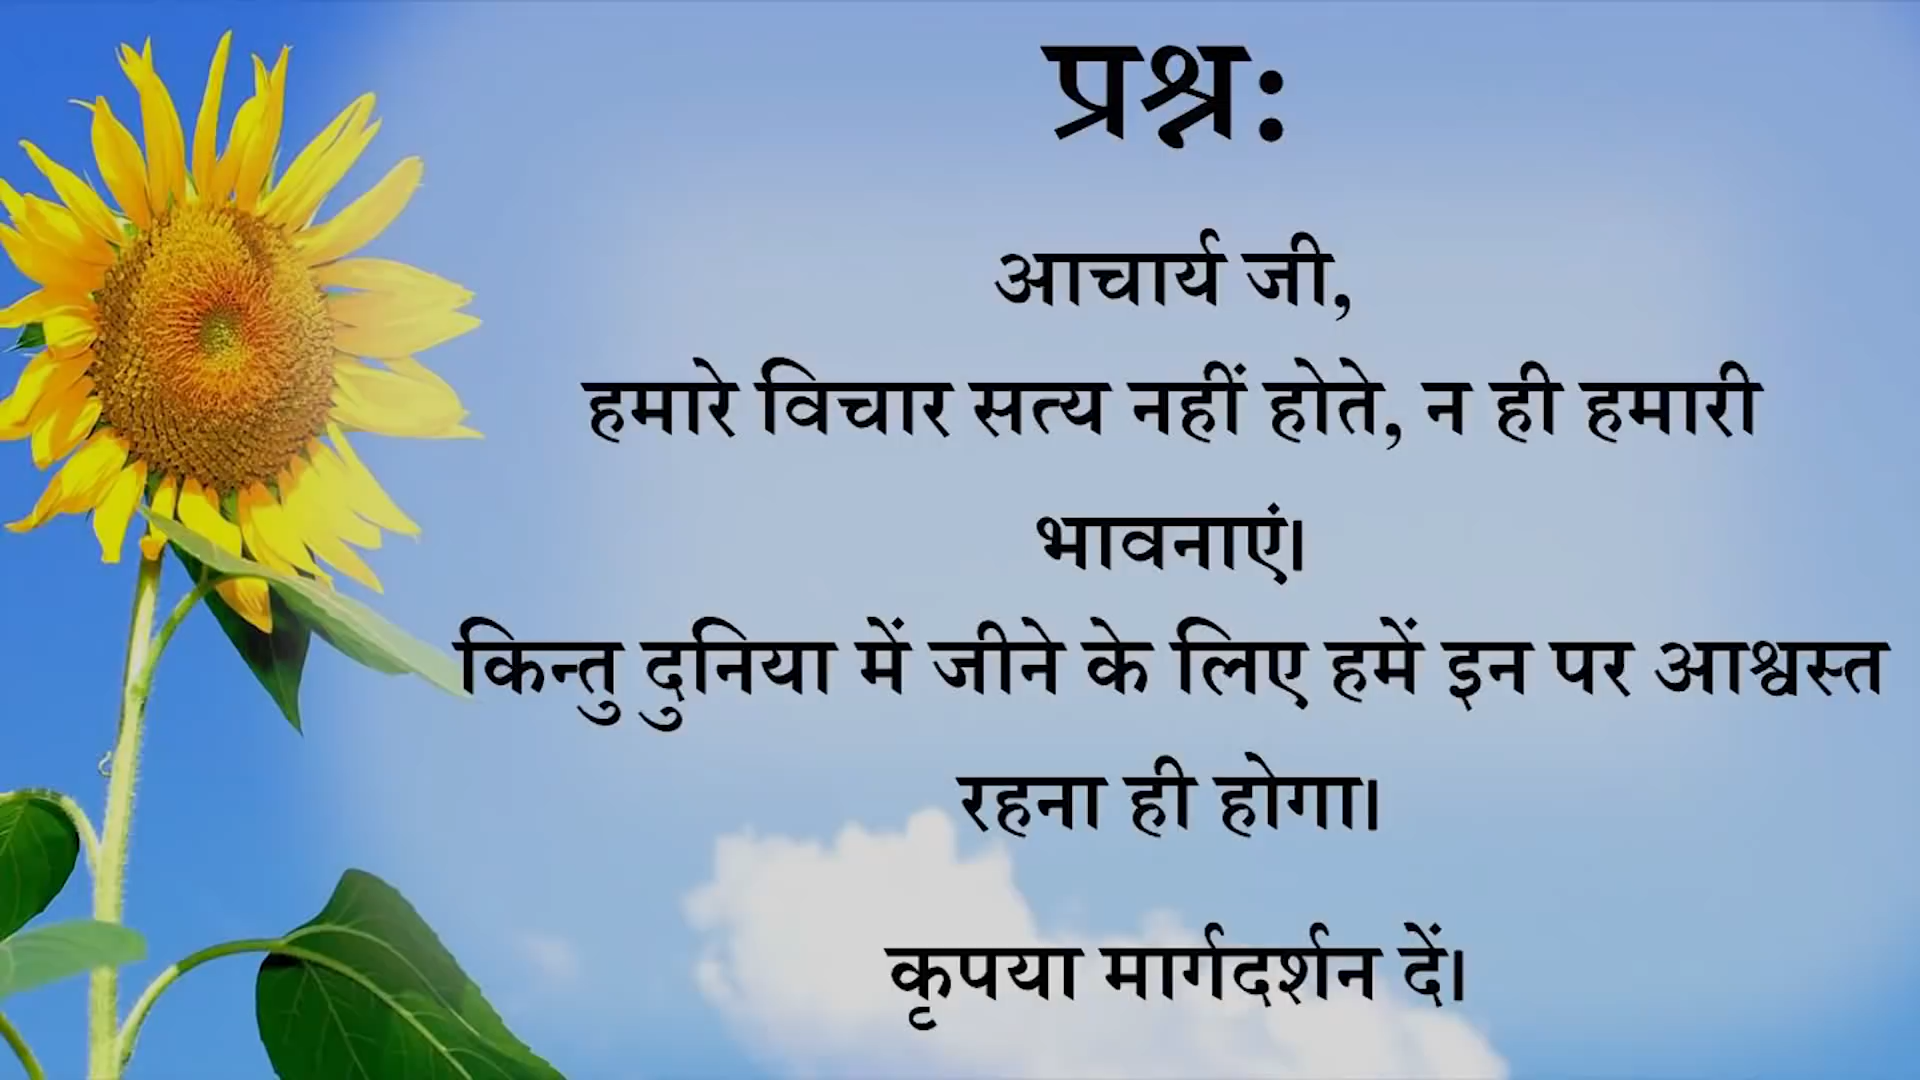 प्रश्न:
आचार्य जी,
हमारे विचार सत्य नहीं होते, न ही हमारी
भावनाएं।
किन्तु दुनिया में जीने के लिए हमें इन पर आश्वस्त
रहना ही होगा।
कृपया मार्गदर्शन दें।